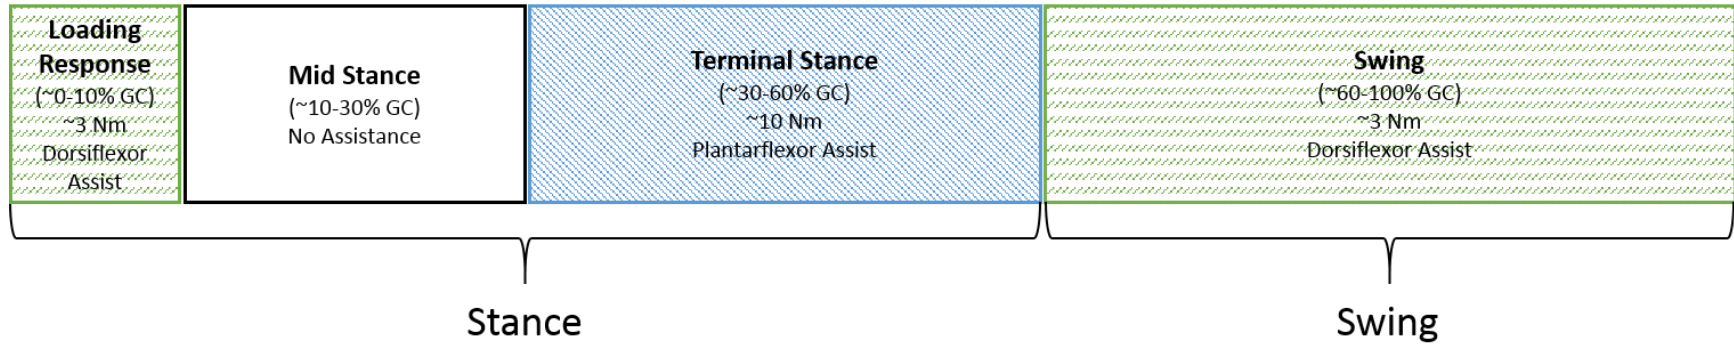 Loading
Response
(~0-10% GC)
~3 Nm
Dorsiflexor
Assist
Mid Stance
(~10-30% GC)
No Assistance
Terminal Stance
(~30-60% GC)
~10 Nm
Plantarflexor Assist
Swing
(~60-100% GC)
~3 Nm
Dorsiflexor Assist
Stance
Swing